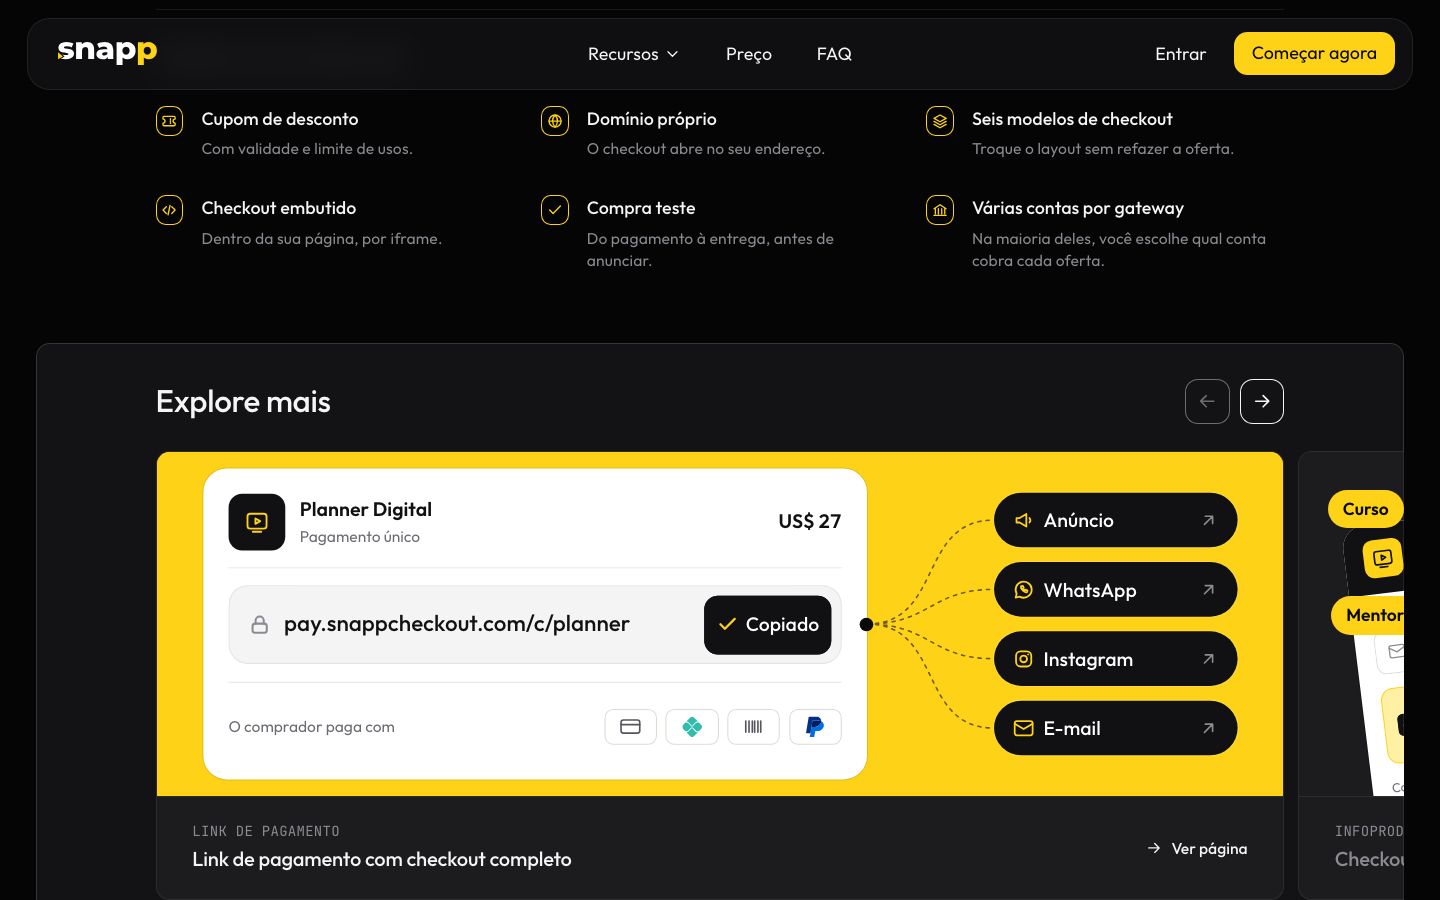 snapp
Recursos
Preço
FAQ
Entrar
Começar agora
Cupom de desconto
Com validade e limite de usos.
Domínio próprio
O checkout abre no seu endereço.
Seis modelos de checkout
Troque o layout sem refazer a oferta.
Checkout embutido
Dentro da sua página, por iframe.
Compra teste
Do pagamento à entrega, antes de
anunciar.
Várias contas por gateway
Na maioria deles, você escolhe qual conta
cobra cada oferta.
Explore mais
Planner Digital
Pagamento único
US$ 27
pay.snappcheckout.com/c/planner
Copiado
O comprador paga com
Anúncio
WhatsApp
Instagram
E-mail
Curso
Mentor
LINK DE PAGAMENTO
Link de pagamento com checkout completo
Ver página
INFOPROD